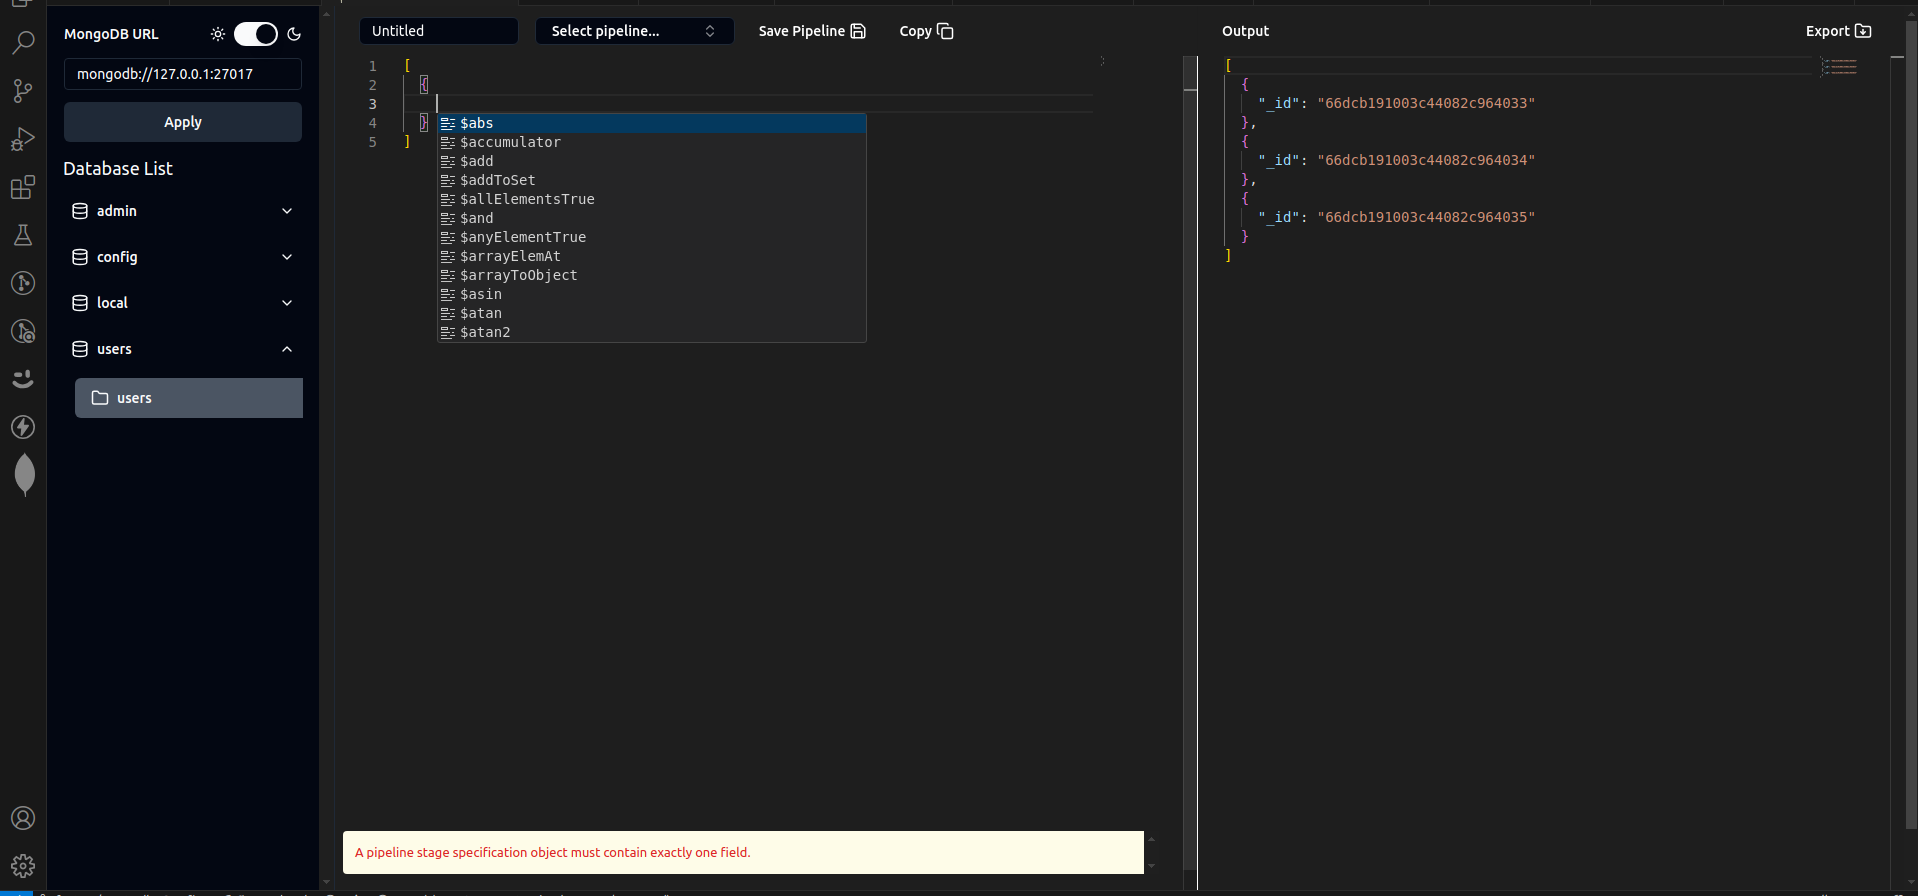 MongoDB URL
mongodb://127.0.0.1:27017
Apply
Database List
admin
config
local
users
users
Untitled
Select pipeline...
Save Pipeline
Copy
1 [
2 {
3
4 }
5 ]
$abs
$accumulator
$add
$addToSet
$allElementsTrue
$and
$anyElementTrue
$arrayElemAt
$arrayToObject
$asin
$atan
$atan2
A pipeline stage specification object must contain exactly one field.
Output
Export
[
{
"_id": "66dcb191003c44082c964033"
},
{
"_id": "66dcb191003c44082c964034"
},
{
"_id": "66dcb191003c44082c964035"
}
]